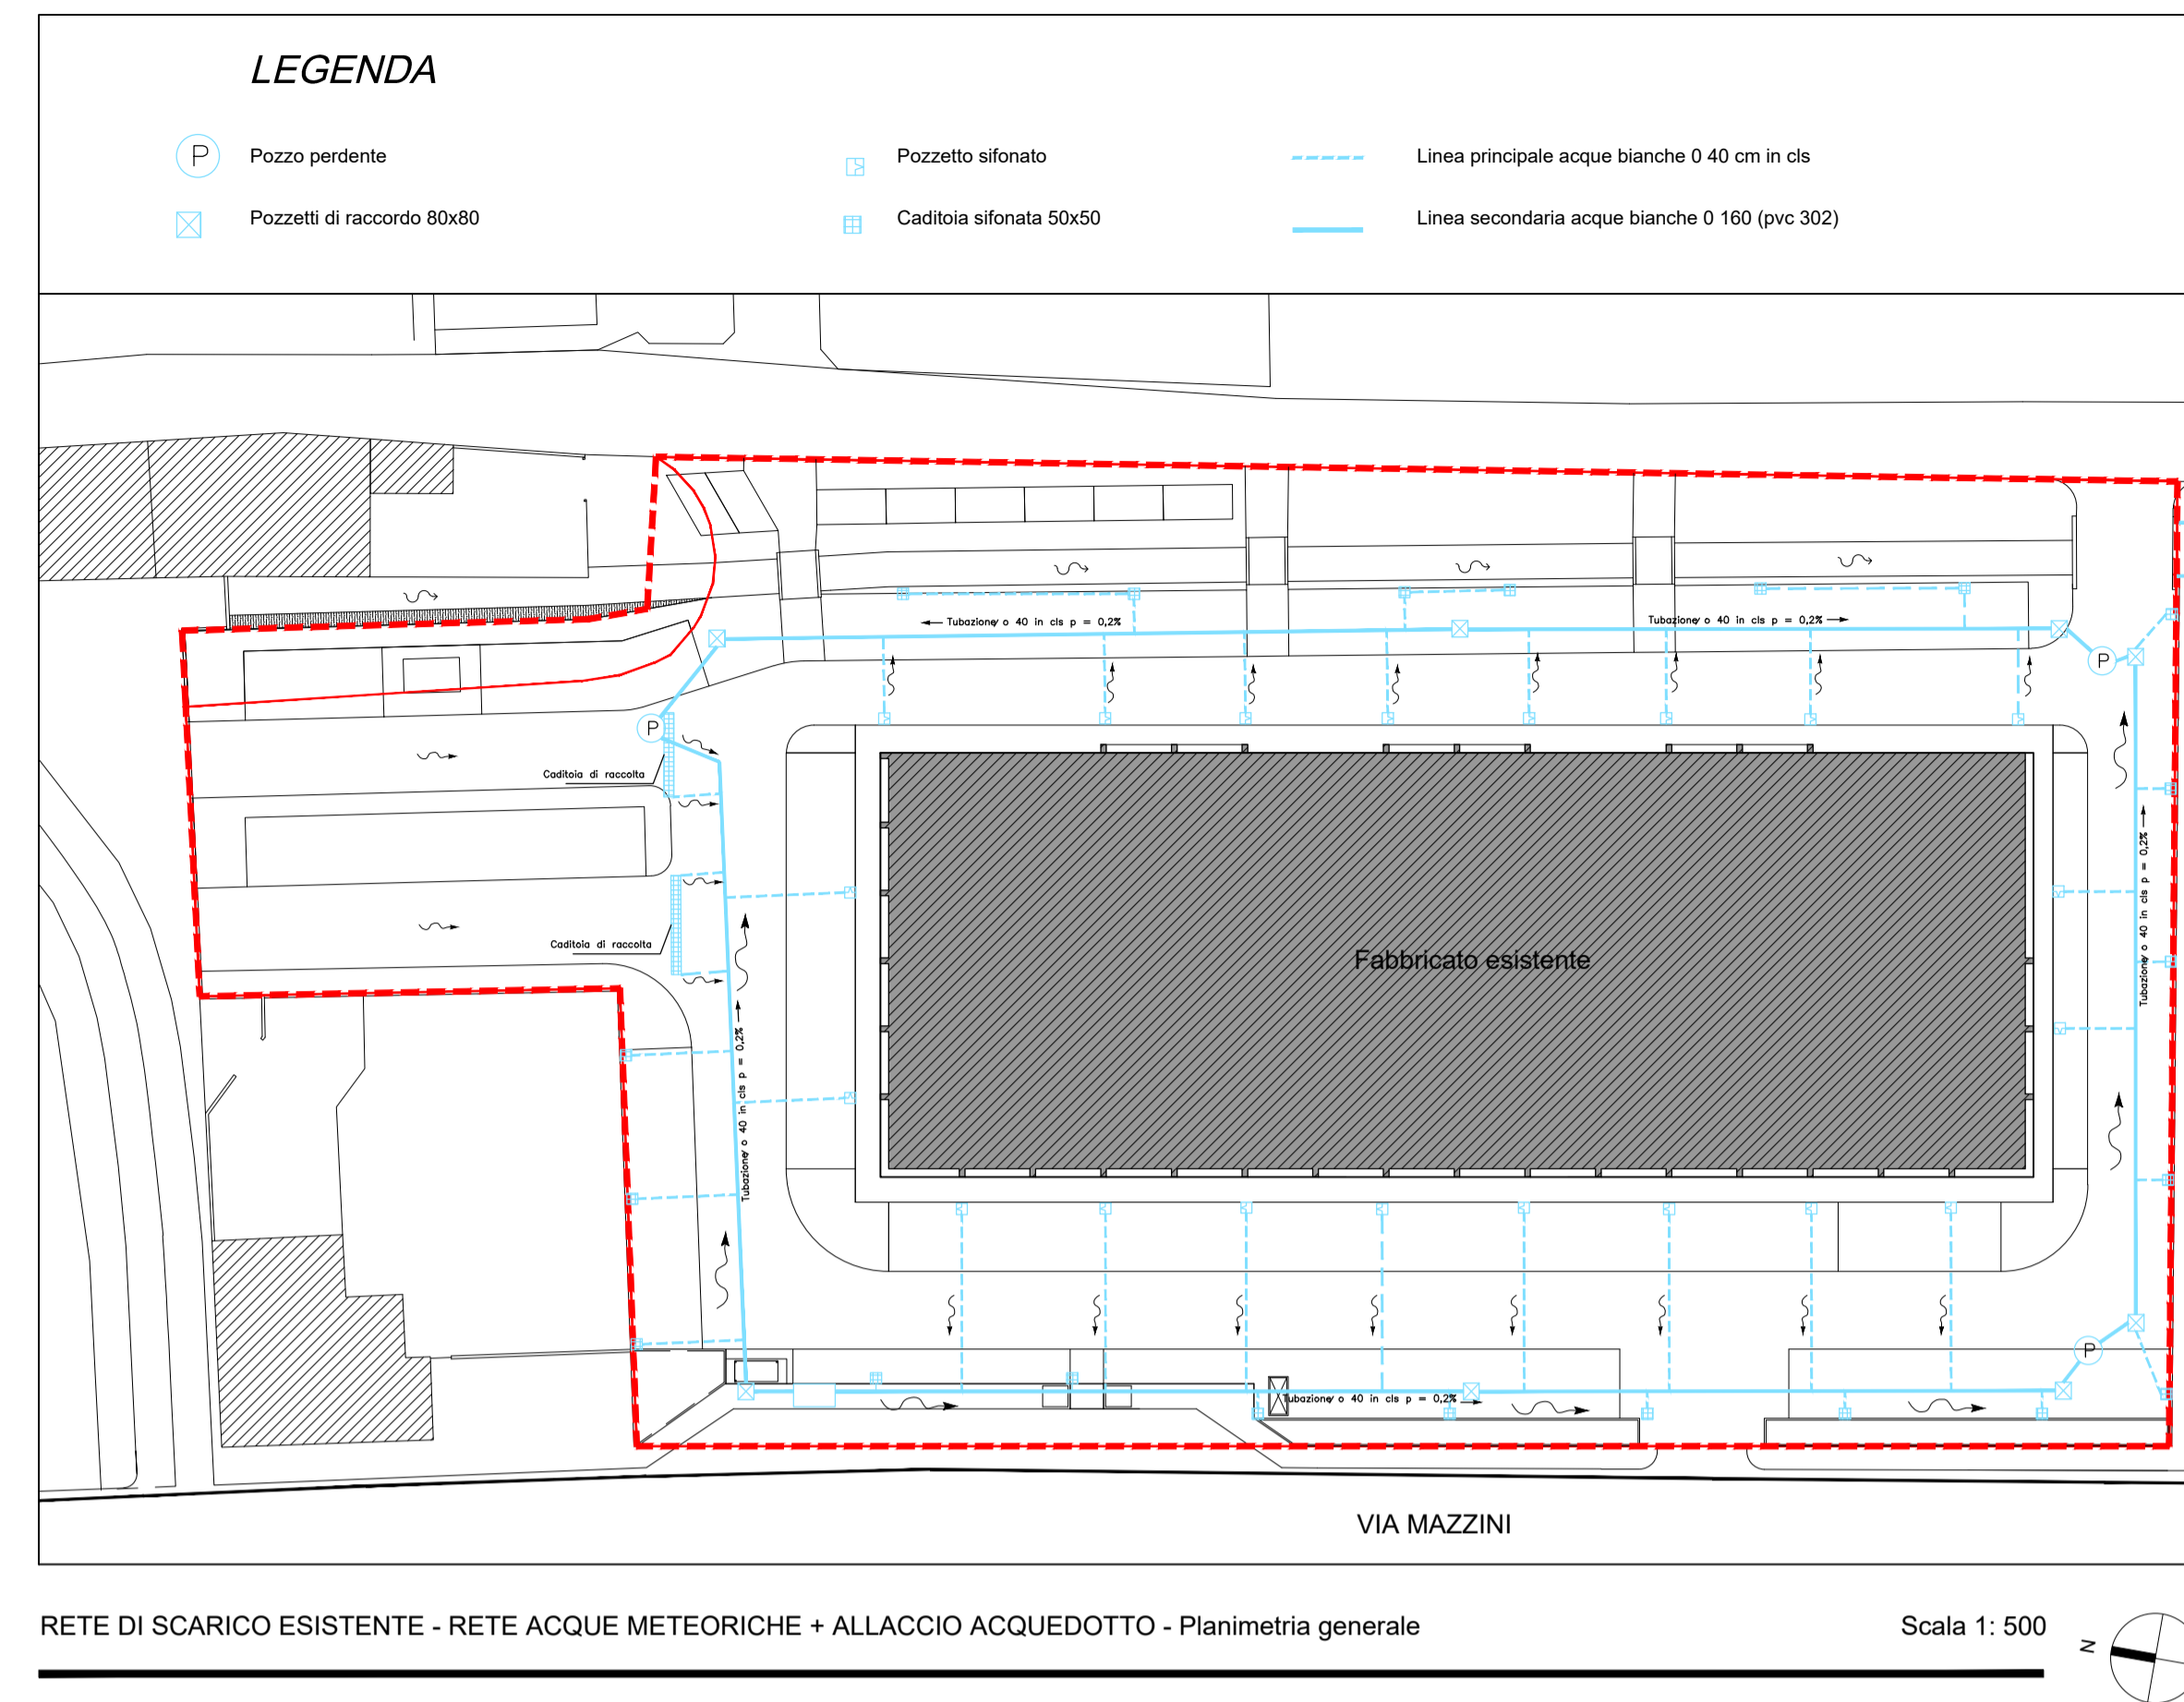 LEGENDA
P Pozzo perdente
Pozzetto sifonato
Linea principale acque bianche 0 40 cm in cls
Pozzetti di raccordo 80x80
Caditoia sifonata 50x50
Linea secondaria acque bianche 0 160 (pvc 302)
Tubazione o 40 in cls p = 0,2%
Tubazione o 40 in cls p = 0,2%
P
P
Caditoia di raccolta
Tubazione o 40 in cls p = 0,2%
Caditoia di raccolta
Fabbricato esistente
Tubazione o 40 in cls p = 0,2%
P
Tubazione o 40 in cls p = 0,2%
VIA MAZZINI
RETE DI SCARICO ESISTENTE - RETE ACQUE METEORICHE + ALLACCIO ACQUEDOTTO - Planimetria generale
Scala 1: 500
N